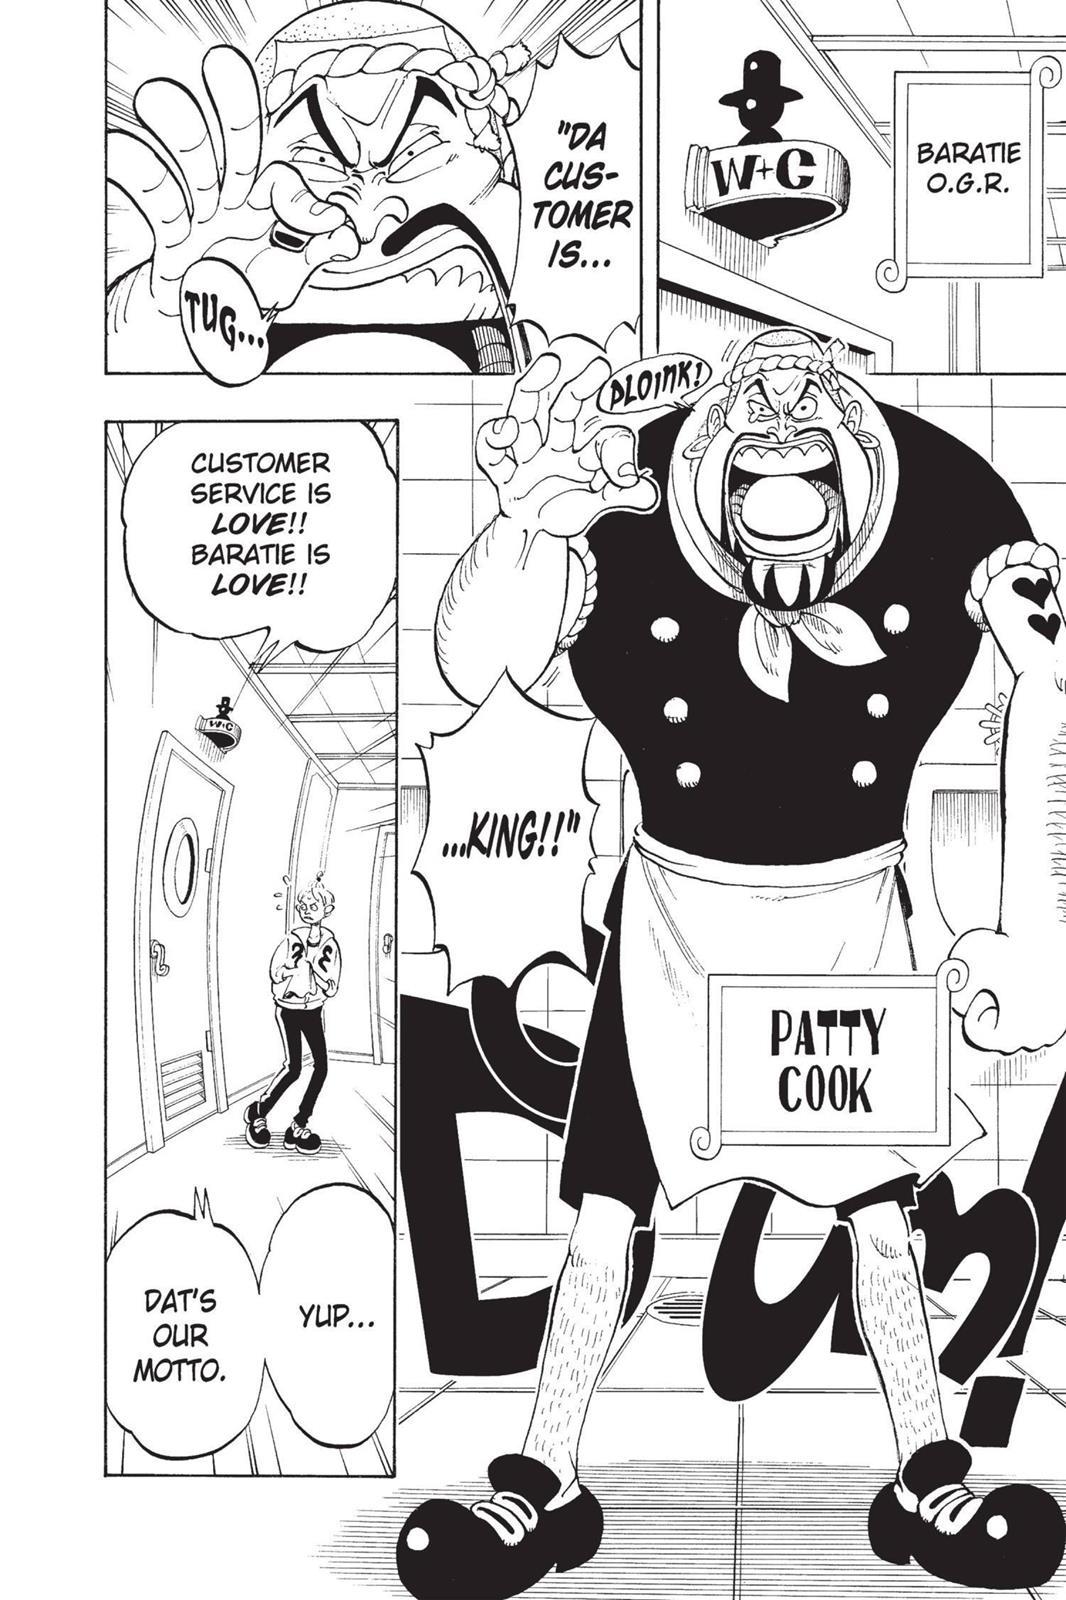 BARATIE
O.G.R.
W+C
"DA
CUS-
TOMER
IS...
TUG...
PLOINK!
...KING!!"
PATTY
COOK
Dun!
CUSTOMER
SERVICE IS
LOVE!!
BARATIE IS
LOVE!!
W+C
YUP...
DAT'S
OUR
MOTTO.